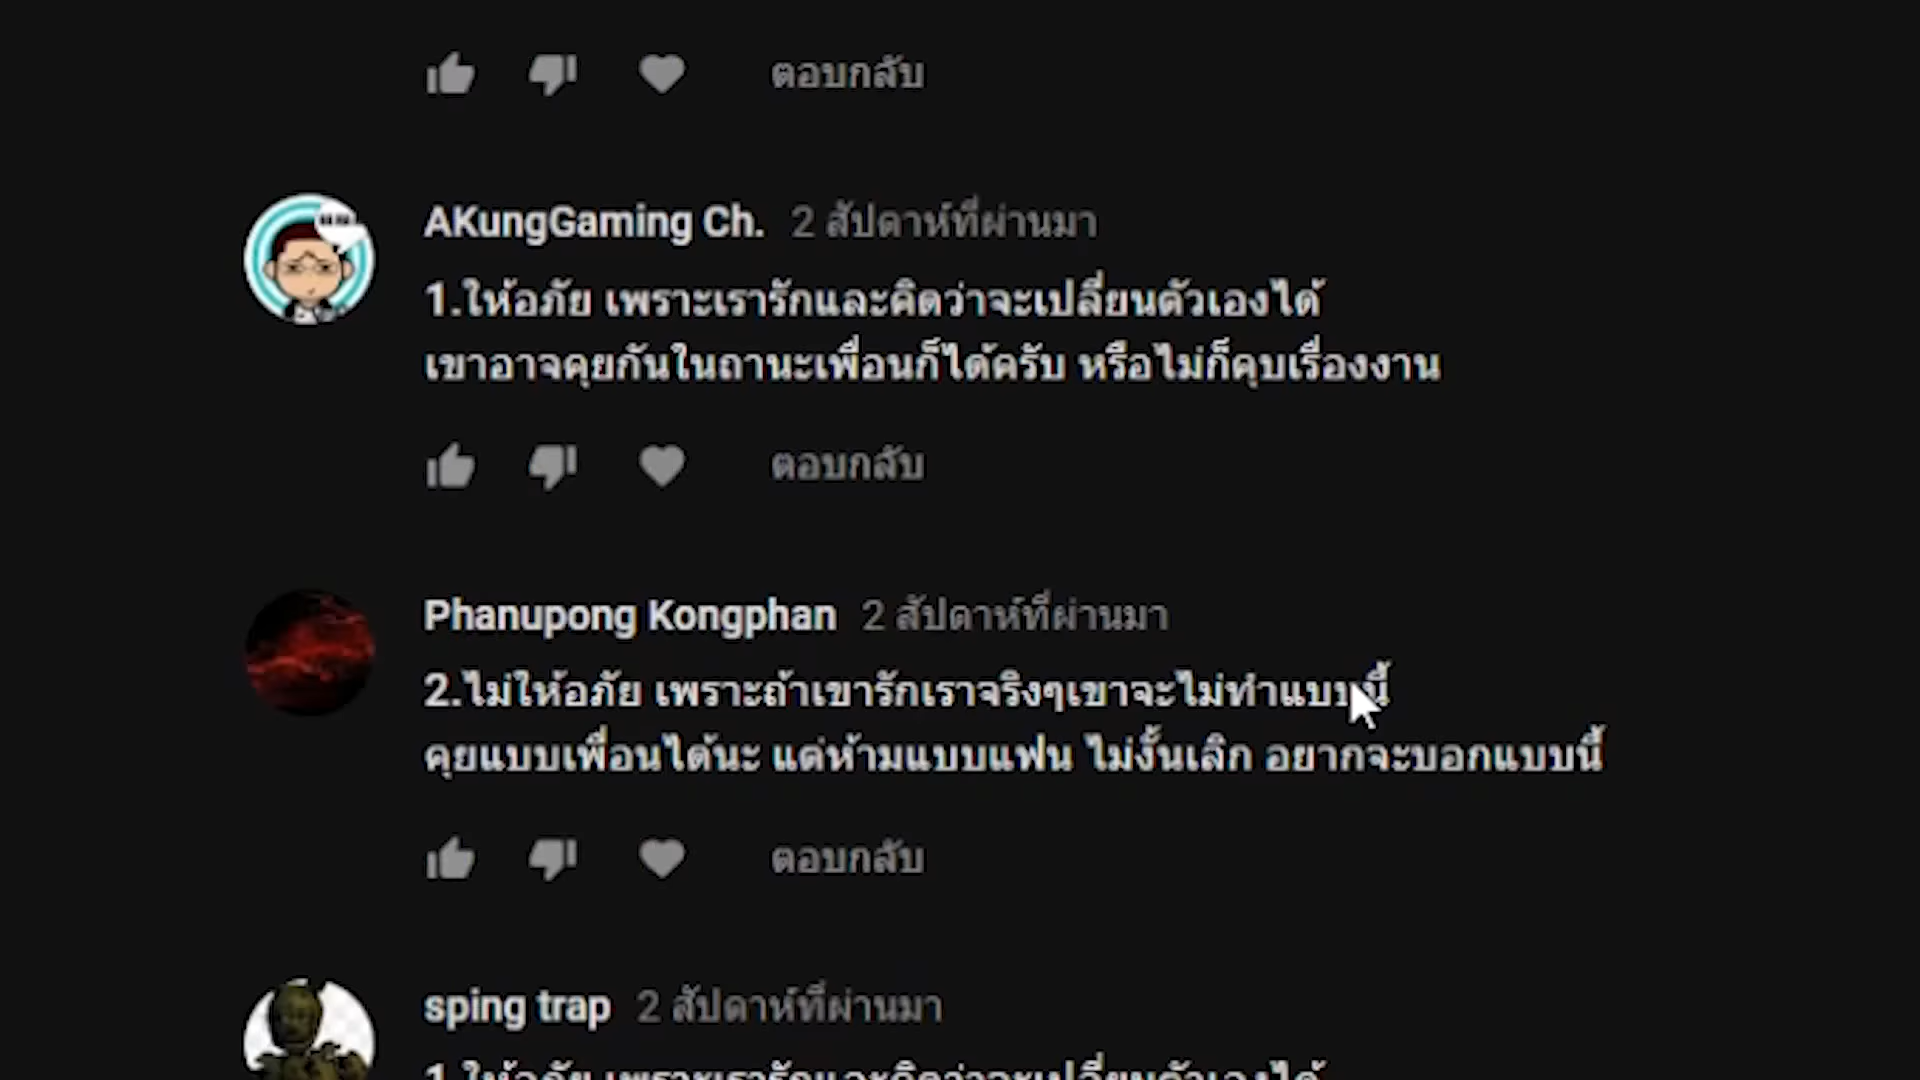 ตอบกลับ
AKungGaming Ch. 2 สัปดาห์ที่ผ่านมา
1.ให้อภัย เพราะเรารักและคิดว่าจะเปลี่ยนตัวเองได้
เขาอาจคุยกันในถานะเพื่อนก็ได้ครับ หรือไม่ก็คุบเรื่องงาน
ตอบกลับ
Phanupong Kongphan 2 สัปดาห์ที่ผ่านมา
2.ไม่ให้อภัย เพราะถ้าเขารักเราจริงๆเขาจะไม่ทำแบบนี้
คุยแบบเพื่อนได้นะ แต่ห้ามแบบแฟน ไม่งั้นเลิก อยากจะบอกแบบนี้
ตอบกลับ
sping trap 2 สัปดาห์ที่ผ่านมา
1.ให้อภัย เพราะเรารักและคิดว่าจะเปลี่ยนตัวเองได้